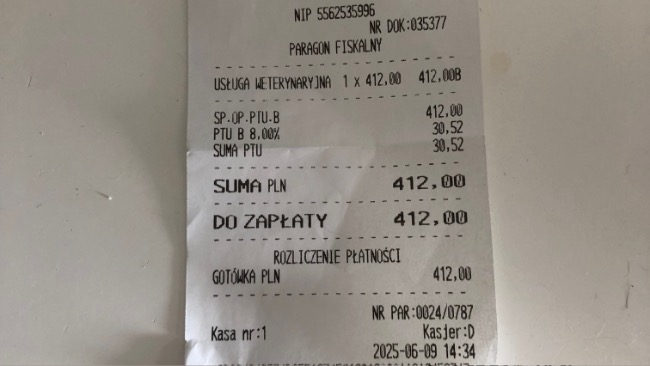 NIP 5562535996
NR DOK:035377
PARAGON FISKALNY
USŁUGA WETERYNARYJNA 1 x 412,00 412,00B
SP.OP.PTU.B 412,00
PTU B 8,00% 30,52
SUMA PTU 30,52
SUMA PLN 412,00
DO ZAPŁATY 412,00
ROZLICZENIE PŁATNOŚCI
GOTÓWKA PLN 412,00
NR PAR:0024/0787
Kasa nr:1 Kasjer:D
2025-06-09 14:34